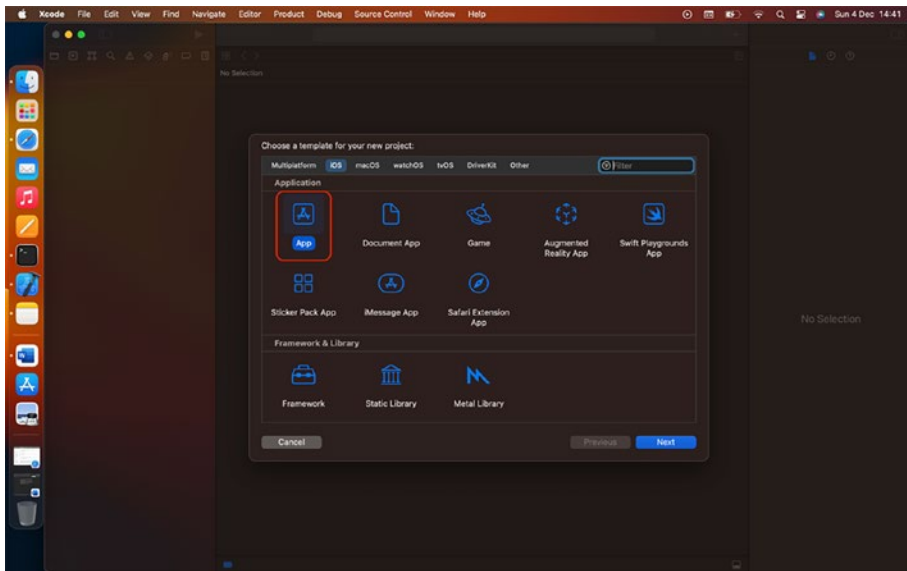 Xcode File Edit View Find Navigate Editor Product Debug Source Control Window Help Sun 4 Dec 14:41
No Selection
Choose a template for your new project:
Multiplatform iOS macOS watchOS tvOS DriverKit Other Filter
Application
App Document App Game Augmented Reality App Swift Playgrounds App
Sticker Pack App iMessage App Safari Extension App
No Selection
Framework & Library
Framework Static Library Metal Library
Cancel Previous Next